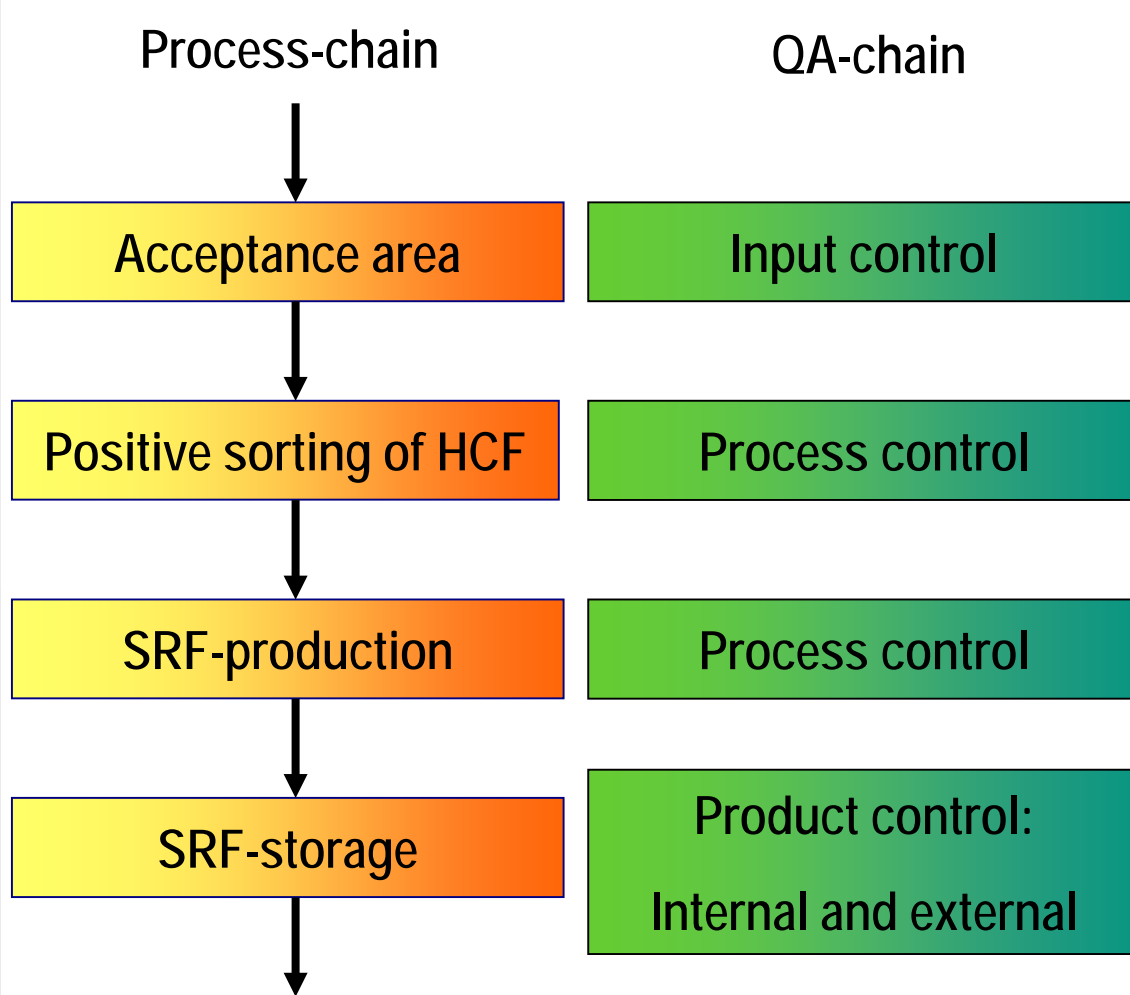 Process-chain
QA-chain
Acceptance area
Input control
Positive sorting of HCF
Process control
SRF-production
Process control
SRF-storage
Product control:
Internal and external